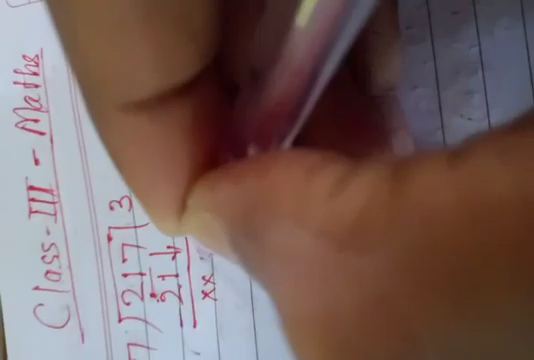 Class-III - Maths
7)217(3
21↓
xx